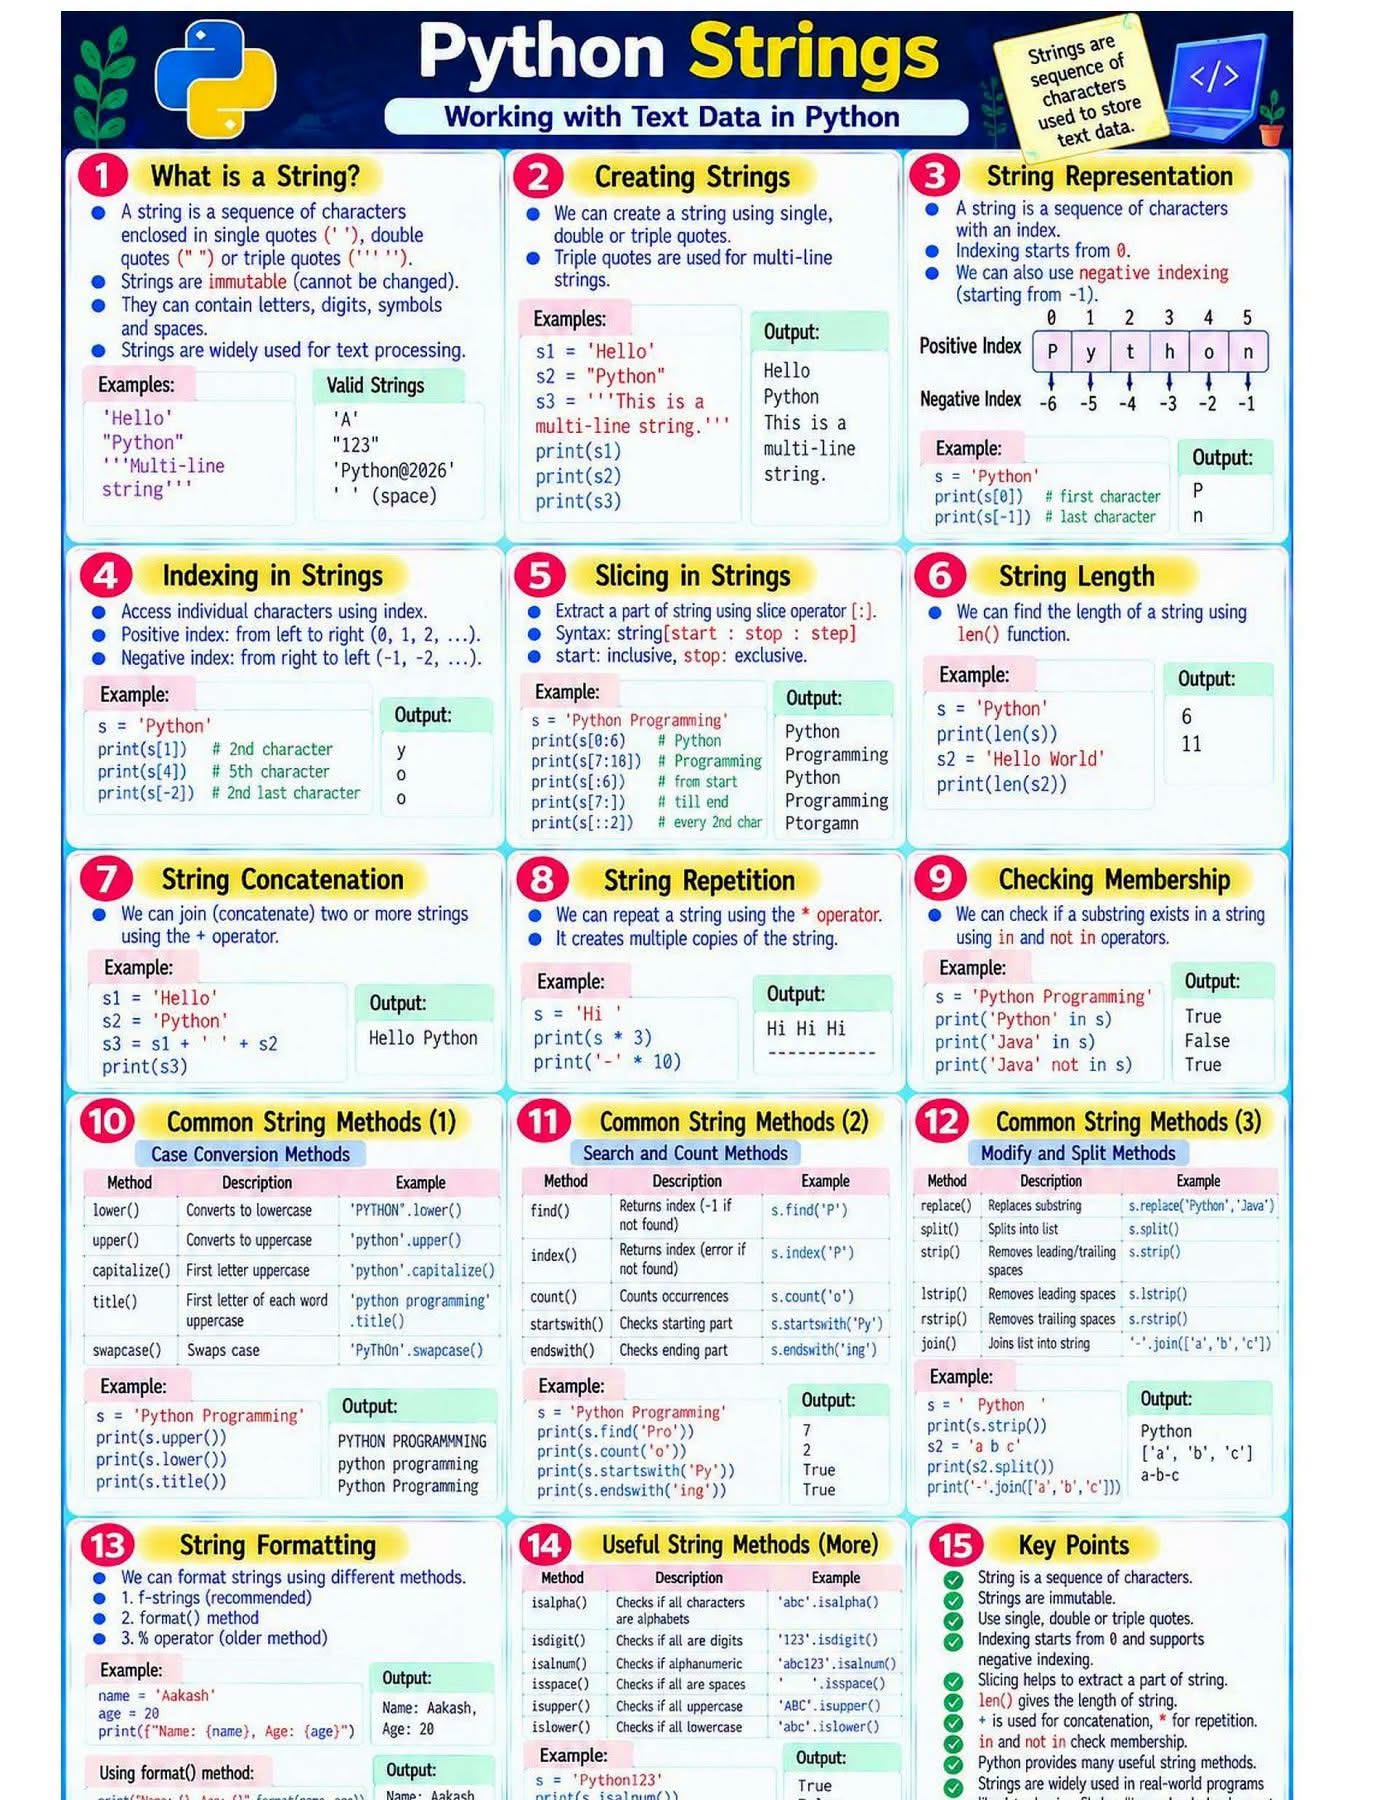 Python Strings
Working with Text Data in Python
Strings are
sequence of
characters
used to store
text data.
</>
1 What is a String?
A string is a sequence of characters
enclosed in single quotes (' '), double
quotes (" ") or triple quotes (''' ''').
Strings are immutable (cannot be changed).
They can contain letters, digits, symbols
and spaces.
Strings are widely used for text processing.
Examples:
'Hello'
"Python"
'''Multi-line
string'''
Valid Strings
'A'
"123"
'Python@2026'
' ' (space)
2 Creating Strings
We can create a string using single,
double or triple quotes.
Triple quotes are used for multi-line
strings.
Examples:
s1 = 'Hello'
s2 = "Python"
s3 = '''This is a
multi-line string.'''
print(s1)
print(s2)
print(s3)
Output:
Hello
Python
This is a
multi-line
string.
3 String Representation
A string is a sequence of characters
with an index.
Indexing starts from 0.
We can also use negative indexing
(starting from -1).
0 1 2 3 4 5
Positive Index P y t h o n
Negative Index -6 -5 -4 -3 -2 -1
Example:
s = 'Python'
print(s[0]) # first character
print(s[-1]) # last character
Output:
P
n
4 Indexing in Strings
Access individual characters using index.
Positive index: from left to right (0, 1, 2, ...).
Negative index: from right to left (-1, -2, ...).
Example:
s = 'Python'
print(s[1]) # 2nd character
print(s[4]) # 5th character
print(s[-2]) # 2nd last character
Output:
y
o
o
5 Slicing in Strings
Extract a part of string using slice operator [:].
Syntax: string[start : stop : step]
start: inclusive, stop: exclusive.
Example:
s = 'Python Programming'
print(s[0:6) # Python
print(s[7:18]) # Programming
print(s[:6]) # from start
print(s[7:]) # till end
print(s[::2]) # every 2nd char
Output:
Python
Programming
Python
Programming
Ptorgamn
6 String Length
We can find the length of a string using
len() function.
Example:
s = 'Python'
print(len(s))
s2 = 'Hello World'
print(len(s2))
Output:
6
11
7 String Concatenation
We can join (concatenate) two or more strings
using the + operator.
Example:
s1 = 'Hello'
s2 = 'Python'
s3 = s1 + ' ' + s2
print(s3)
Output:
Hello Python
8 String Repetition
We can repeat a string using the * operator.
It creates multiple copies of the string.
Example:
s = 'Hi '
print(s * 3)
print('-' * 10)
Output:
Hi Hi Hi
-----------
9 Checking Membership
We can check if a substring exists in a string
using in and not in operators.
Example:
s = 'Python Programming'
print('Python' in s)
print('Java' in s)
print('Java' not in s)
Output:
True
False
True
10 Common String Methods (1)
Case Conversion Methods
Method Description Example
lower() Converts to lowercase 'PYTHON".lower()
upper() Converts to uppercase 'python'.upper()
capitalize() First letter uppercase 'python'.capitalize()
title() First letter of each word 'python programming'
uppercase .title()
swapcase() Swaps case 'PyThOn'.swapcase()
Example:
s = 'Python Programming'
print(s.upper())
print(s.lower())
print(s.title())
Output:
PYTHON PROGRAMMMING
python programming
Python Programming
11 Common String Methods (2)
Search and Count Methods
Method Description Example
find() Returns index (-1 if s.find('P')
not found)
index() Returns index (error if s.index('P')
not found)
count() Counts occurrences s.count('o')
startswith() Checks starting part s.startswith('Py')
endswith() Checks ending part s.endswith('ing')
Example:
s = 'Python Programming'
print(s.find('Pro'))
print(s.count('o'))
print(s.startswith('Py'))
print(s.endswith('ing'))
Output:
7
2
True
True
12 Common String Methods (3)
Modify and Split Methods
Method Description Example
replace() Replaces substring s.replace('Python','Java')
split() Splits into list s.split()
strip() Removes leading/trailing s.strip()
spaces
lstrip() Removes leading spaces s.lstrip()
rstrip() Removes trailing spaces s.rstrip()
join() Joins list into string '-'.join(['a','b','c'])
Example:
s = ' Python '
print(s.strip())
s2 = 'a b c'
print(s2.split())
print('-'.join(['a','b','c']))
Output:
Python
['a', 'b', 'c']
a-b-c
13 String Formatting
We can format strings using different methods.
1. f-strings (recommended)
2. format() method
3. % operator (older method)
Example:
name = 'Aakash'
age = 20
print(f"Name: {name}, Age: {age}")
Output:
Name: Aakash,
Age: 20
Using format() method:
Output:
Name: Aakash
14 Useful String Methods (More)
Method Description Example
isalpha() Checks if all characters 'abc'.isalpha()
are alphabets
isdigit() Checks if all are digits '123'.isdigit()
isalnum() Checks if alphanumeric 'abc123'.isalnum()
isspace() Checks if all are spaces ' '.isspace()
isupper() Checks if all uppercase 'ABC'.isupper()
islower() Checks if all lowercase 'abc'.islower()
Example:
s = 'Python123'
print(s.isalnum())
Output:
True
15 Key Points
String is a sequence of characters.
Strings are immutable.
Use single, double or triple quotes.
Indexing starts from 0 and supports
negative indexing.
Slicing helps to extract a part of string.
len() gives the length of string.
+ is used for concatenation, * for repetition.
in and not in check membership.
Python provides many useful string methods.
Strings are widely used in real-world programs